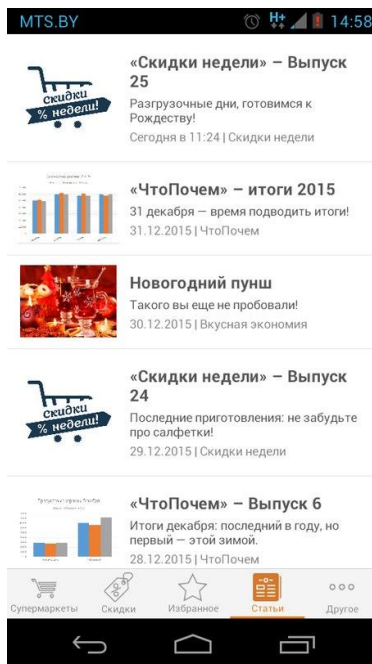 MTS.BY
H+
14:58
«Скидки недели» – Выпуск
25
Разгрузочные дни, готовимся к
Рождеству!
Сегодня в 11:24 | Скидки недели
скидки
% недели!
«ЧтоПочем» – итоги 2015
31 декабря — время подводить итоги!
31.12.2015 | ЧтоПочем
Новогодний пунш
Такого вы еще не пробовали!
30.12.2015 | Вкусная экономия
«Скидки недели» – Выпуск
24
Последние приготовления: не забудьте
про салфетки!
29.12.2015 | Скидки недели
скидки
% недели!
«ЧтоПочем» – Выпуск 6
Итоги декабря: последний в году, но
первый — этой зимой.
28.12.2015 | ЧтоПочем
Супермаркеты
Скидки
Избранное
Статьи
Другое